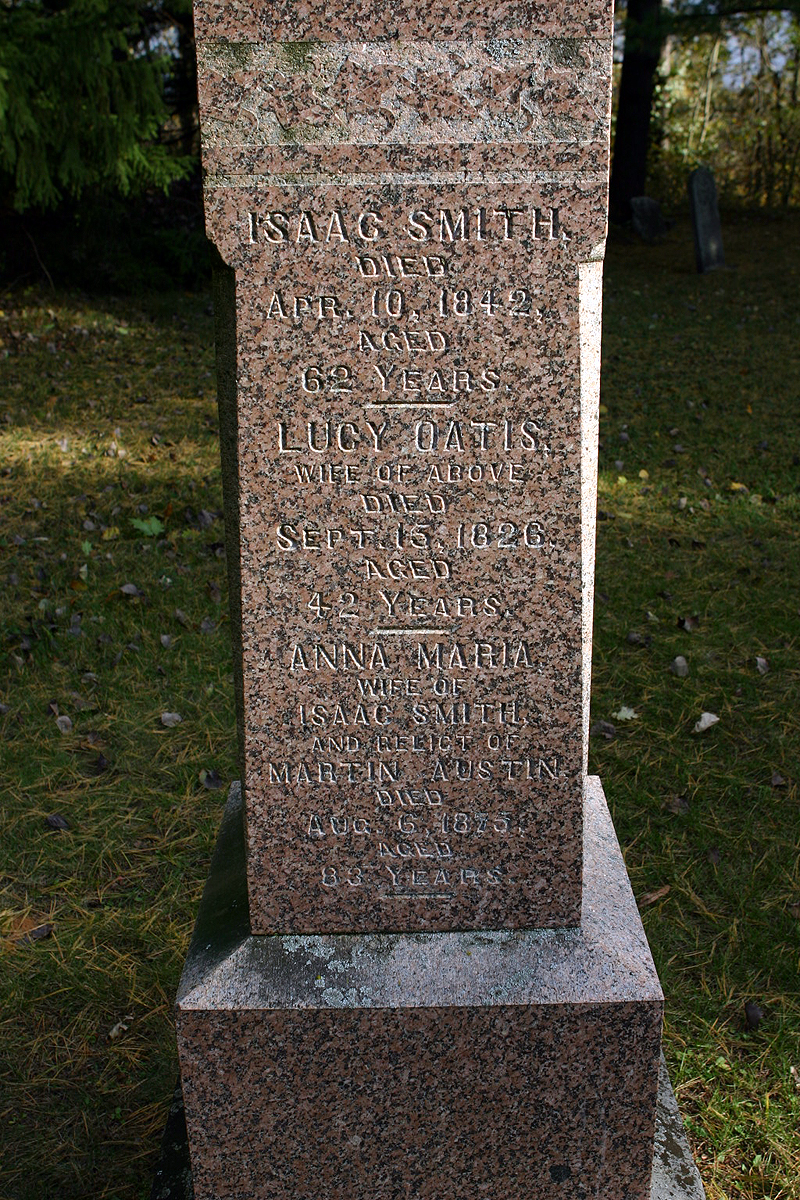 ISAAC SMITH.
DIED
APR. 10, 1842,
AGED
62 YEARS.
LUCY OATIS,
WIFE OF ABOVE
DIED
SEPT. 15, 1826.
AGED
42 YEARS.
ANNA MARIA,
WIFE OF
ISAAC SMITH,
AND RELICT OF
MARTIN AUSTIN.
DIED
AUG. 6, 1875,
AGED
83 YEARS.